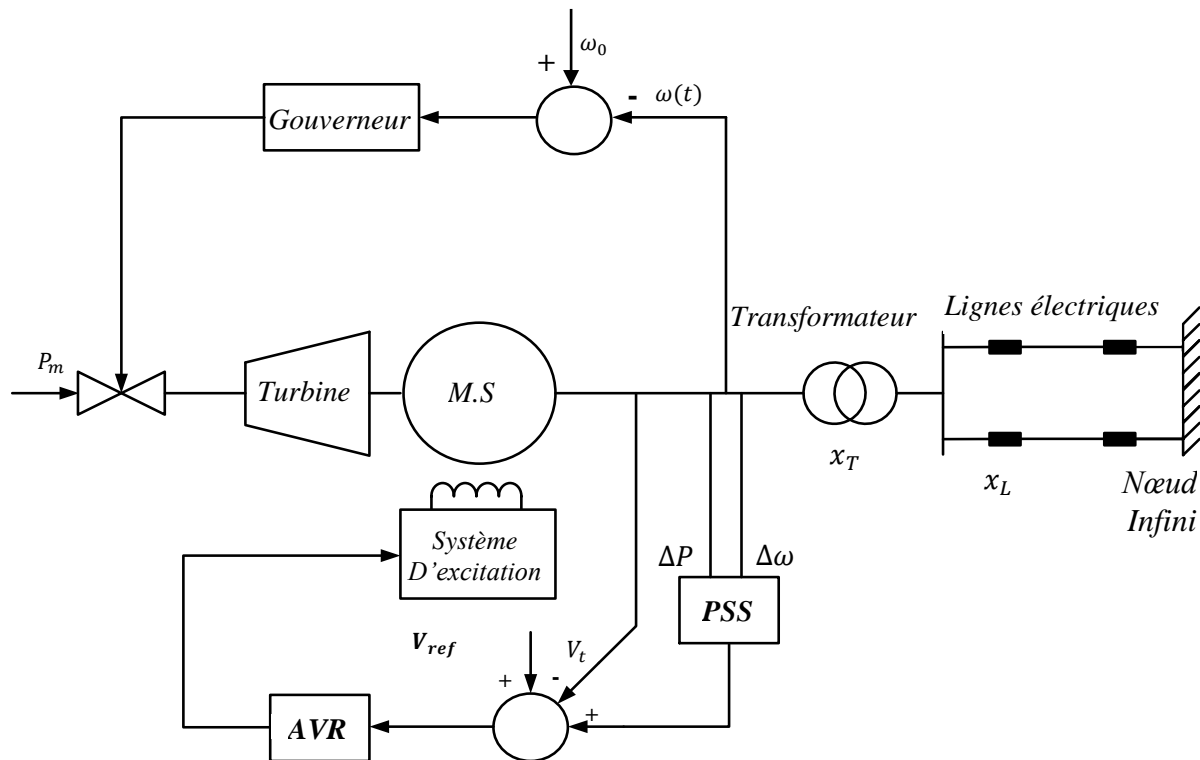 ω₀
+
- ω(t)
Gouverneur
Transformateur
Lignes électriques
Pₘ
Turbine
M.S
x_T
x_L
Nœud
Infini
Système
D'excitation
ΔP
Δω
PSS
V_ref
V_t
+
-
+
AVR